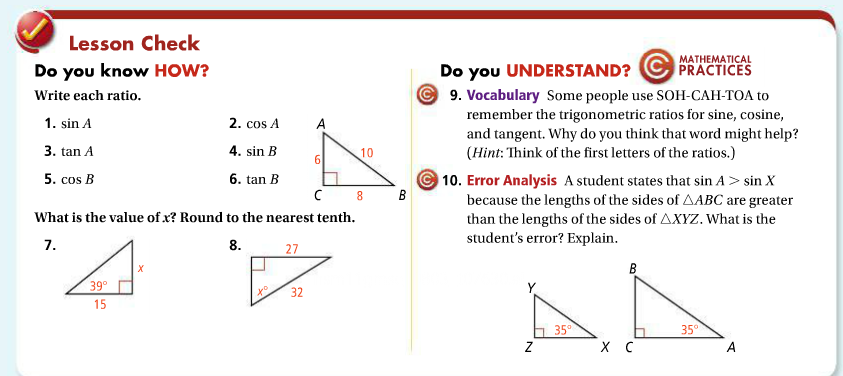 Lesson Check
Do you know HOW?
Write each ratio.
1. sin A
2. cos A
3. tan A
4. sin B
5. cos B
6. tan B
A
6
10
C
8
B
What is the value of x? Round to the nearest tenth.
7.
x
39°
15
8.
27
x°
32
Do you UNDERSTAND?
MATHEMATICAL
PRACTICES
C
C
9. Vocabulary Some people use SOH-CAH-TOA to
remember the trigonometric ratios for sine, cosine,
and tangent. Why do you think that word might help?
(Hint: Think of the first letters of the ratios.)
C
10. Error Analysis A student states that sin A > sin X
because the lengths of the sides of △ABC are greater
than the lengths of the sides of △XYZ. What is the
student's error? Explain.
Y
35°
Z
X
B
35°
C
A